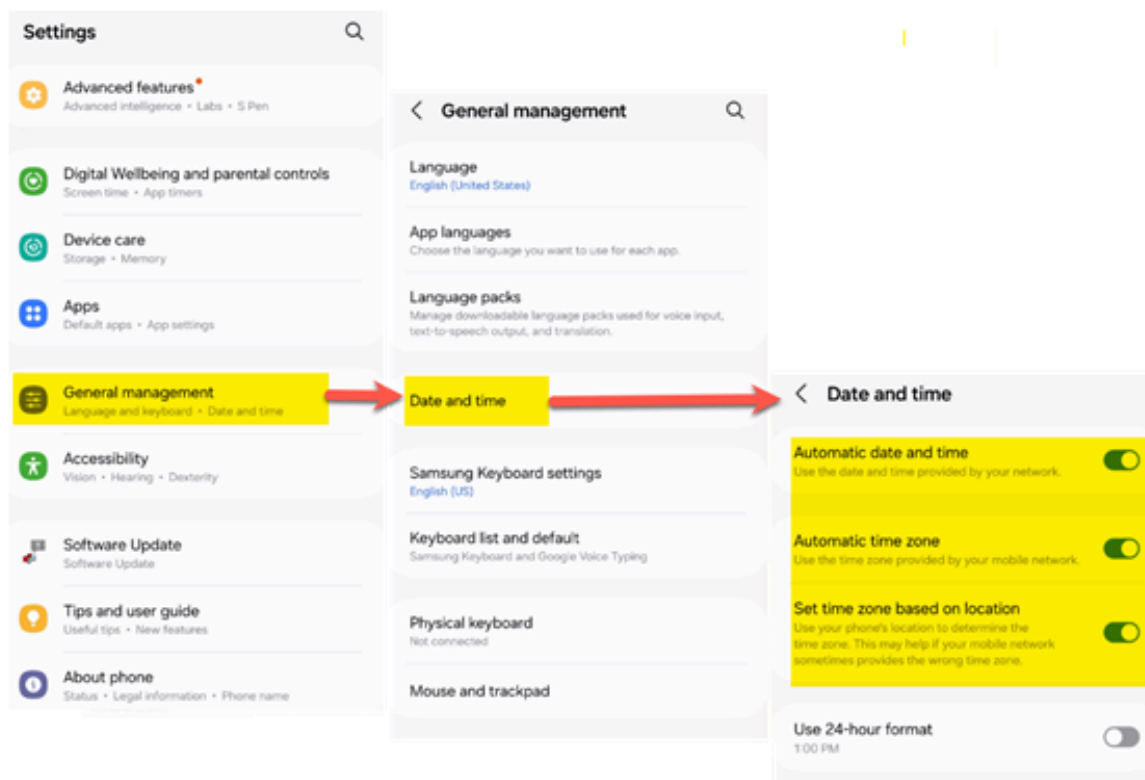 Settings
Advanced features
Advanced intelligence • Labs • S Pen
Digital Wellbeing and parental controls
Screen time • App timers
Device care
Storage • Memory
Apps
Default apps • App settings
General management
Language and keyboard • Date and time
Accessibility
Vision • Hearing • Dexterity
Software Update
Software Update
Tips and user guide
Useful tips • New features
About phone
Status • Legal information • Phone name
General management
Language
English (United States)
App languages
Choose the language you want to use for each app.
Language packs
Manage downloadable language packs used for voice input,
text-to-speech output, and translation.
Date and time
Samsung Keyboard settings
English (US)
Keyboard list and default
Samsung Keyboard and Google Voice Typing
Physical keyboard
Not connected
Mouse and trackpad
Date and time
Automatic date and time
Use the date and time provided by your network.
Automatic time zone
Use the time zone provided by your mobile network.
Set time zone based on location
Use your phone's location to determine the
time zone. This may help if your mobile network
sometimes provides the wrong time zone.
Use 24-hour format
1:00 PM